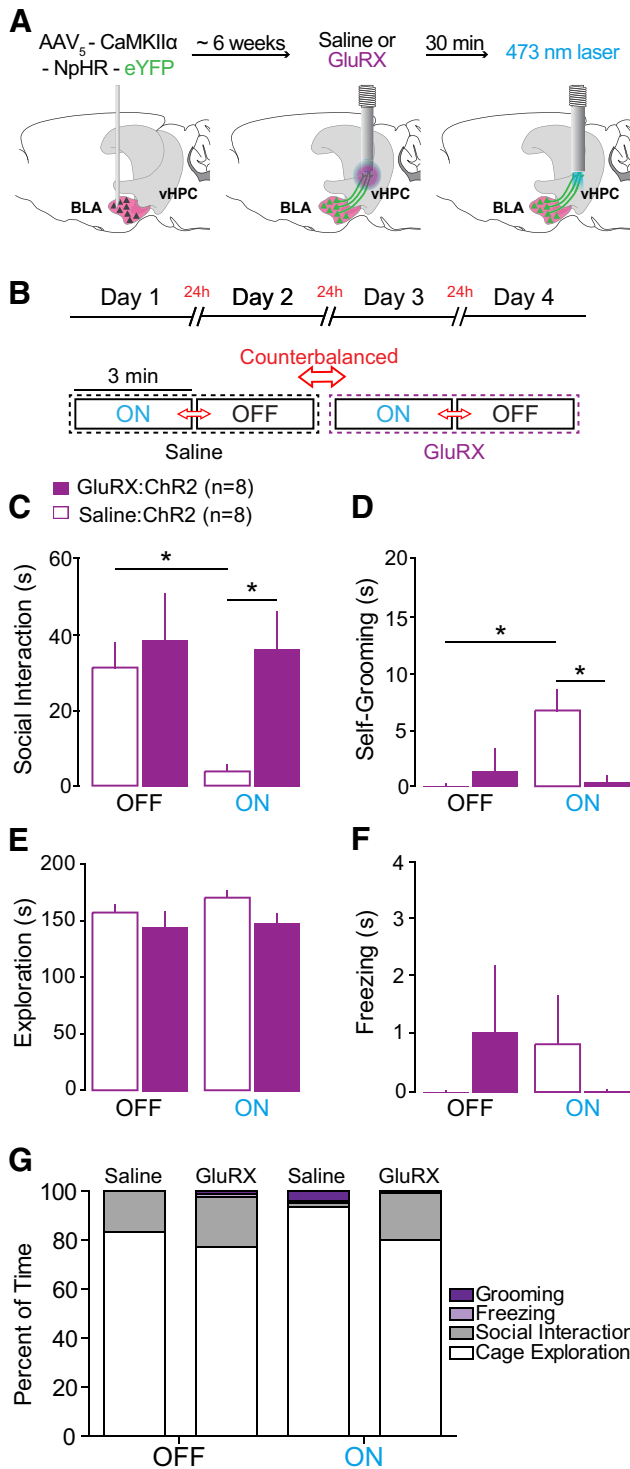 A
AAV5 - CaMKIIα
- NpHR - eYFP
~ 6 weeks
Saline or
GluRX
30 min
473 nm laser
BLA
vHPC
BLA
vHPC
BLA
vHPC
B
Day 1
24h
Day 2
24h
Day 3
24h
Day 4
Counterbalanced
3 min
ON
OFF
ON
OFF
Saline
GluRX
GluRX:ChR2 (n=8)
Saline:ChR2 (n=8)
C
Social Interaction (s)
60
40
20
0
*
*
OFF
ON
D
Self-Grooming (s)
20
15
10
5
0
*
*
OFF
ON
E
Exploration (s)
200
150
100
50
0
OFF
ON
F
Freezing (s)
4
3
2
1
0
OFF
ON
G
Saline
GluRX
Saline
GluRX
Percent of Time
100
80
60
40
20
0
OFF
ON
Grooming
Freezing
Social Interaction
Cage Exploration